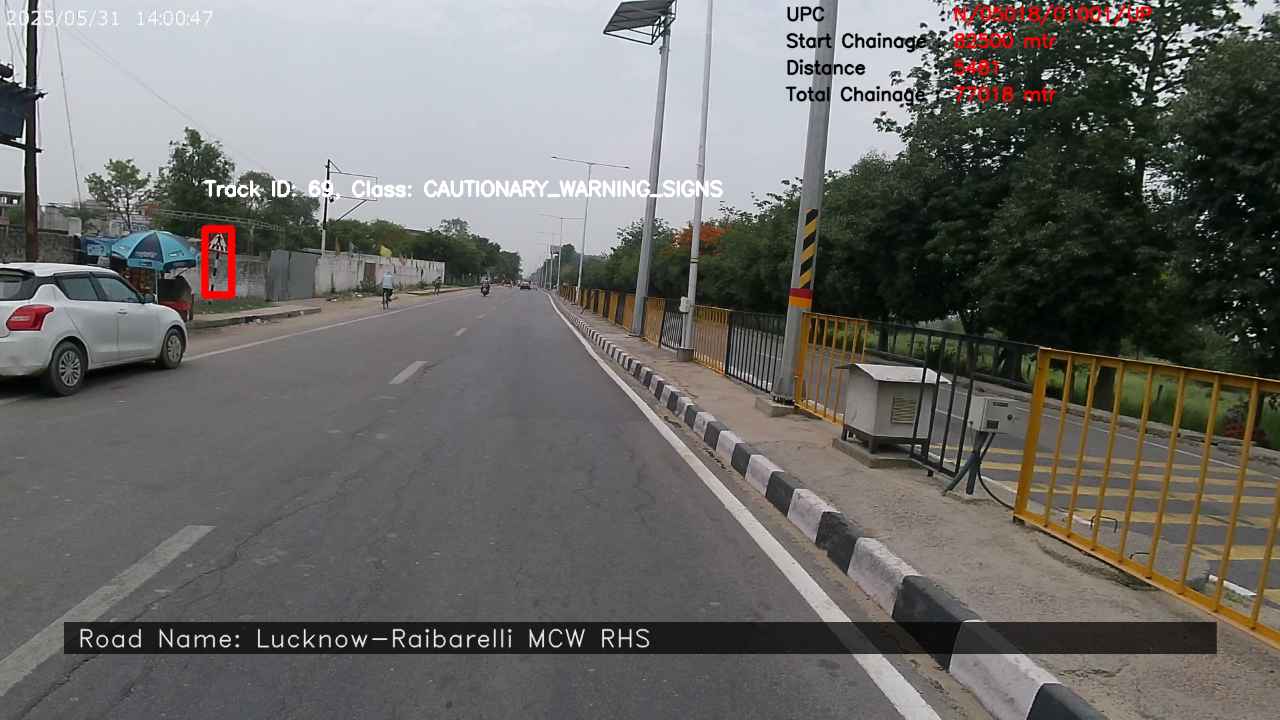 2025/05/31 14:00:47
UPC : N/05018/01001/UP
Start Chainage : 82500 mtr
Distance : 5481
Total Chainage : 77018 mtr
Track ID: 69, Class: CAUTIONARY_WARNING_SIGNS
Road Name: Lucknow-Raibarelli MCW RHS